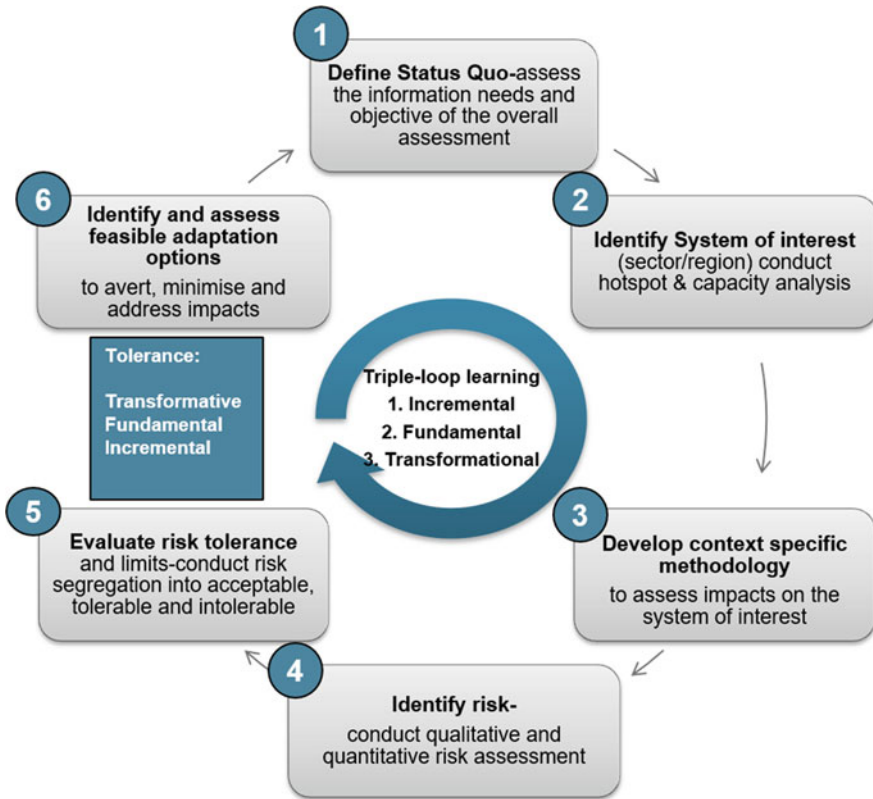 1
Define Status Quo-assess
the information needs and
objective of the overall
assessment
2
Identify System of interest
(sector/region) conduct
hotspot & capacity analysis
3
Develop context specific
methodology
to assess impacts on the
system of interest
4
Identify risk-
conduct qualitative and
quantitative risk assessment
5
Evaluate risk tolerance
and limits-conduct risk
segregation into acceptable,
tolerable and intolerable
6
Identify and assess
feasible adaptation
options
to avert, minimise and
address impacts
Tolerance:
Transformative
Fundamental
Incremental
Triple-loop learning
1. Incremental
2. Fundamental
3. Transformational